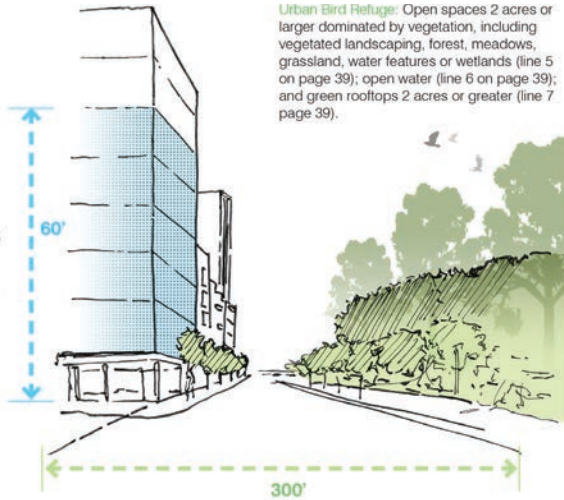 Urban Bird Refuge: Open spaces 2 acres or
larger dominated by vegetation, including
vegetated landscaping, forest, meadows,
grassland, water features or wetlands (line 5
on page 39); open water (line 6 on page 39);
and green rooftops 2 acres or greater (line 7
page 39).
60'
300'